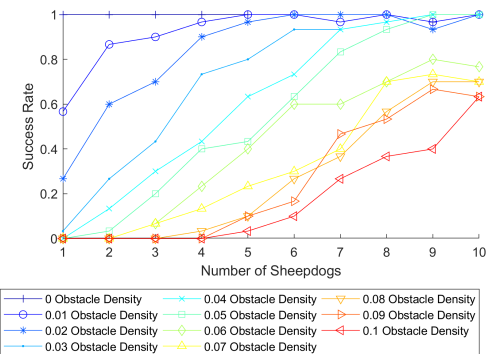 1
0.8
0.6
0.4
0.2
0
Success Rate
1 2 3 4 5 6 7 8 9 10
Number of Sheepdogs
0 Obstacle Density
0.01 Obstacle Density
0.02 Obstacle Density
0.03 Obstacle Density
0.04 Obstacle Density
0.05 Obstacle Density
0.06 Obstacle Density
0.07 Obstacle Density
0.08 Obstacle Density
0.09 Obstacle Density
0.1 Obstacle Density